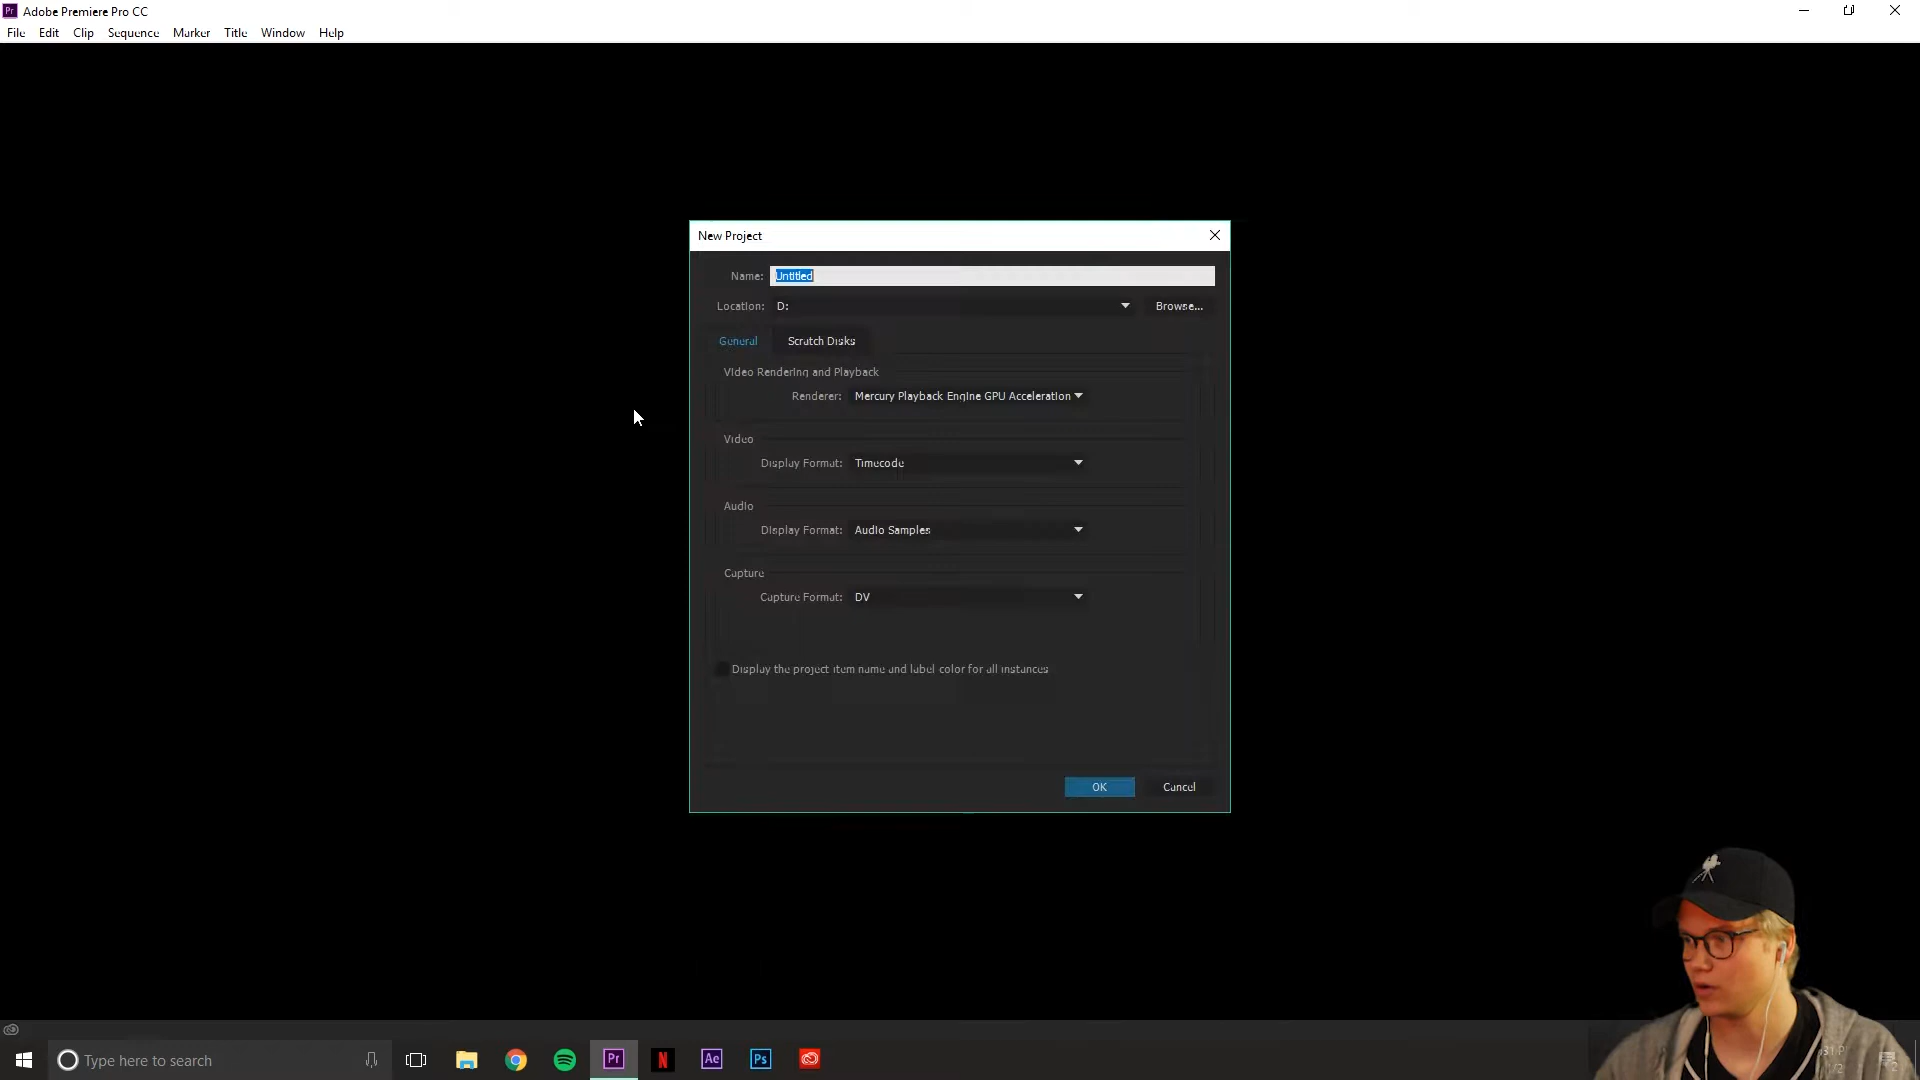 Pr Adobe Premiere Pro CC
File Edit Clip Sequence Marker Title Window Help
New Project
Name: Untitled
Location: D: Browse...
General Scratch Disks
Video Rendering and Playback
Renderer: Mercury Playback Engine GPU Acceleration
Video
Display Format: Timecode
Audio
Display Format: Audio Samples
Capture
Capture Format: DV
Display the project item name and label color for all instances
OK Cancel
Type here to search Pr N Ae Ps